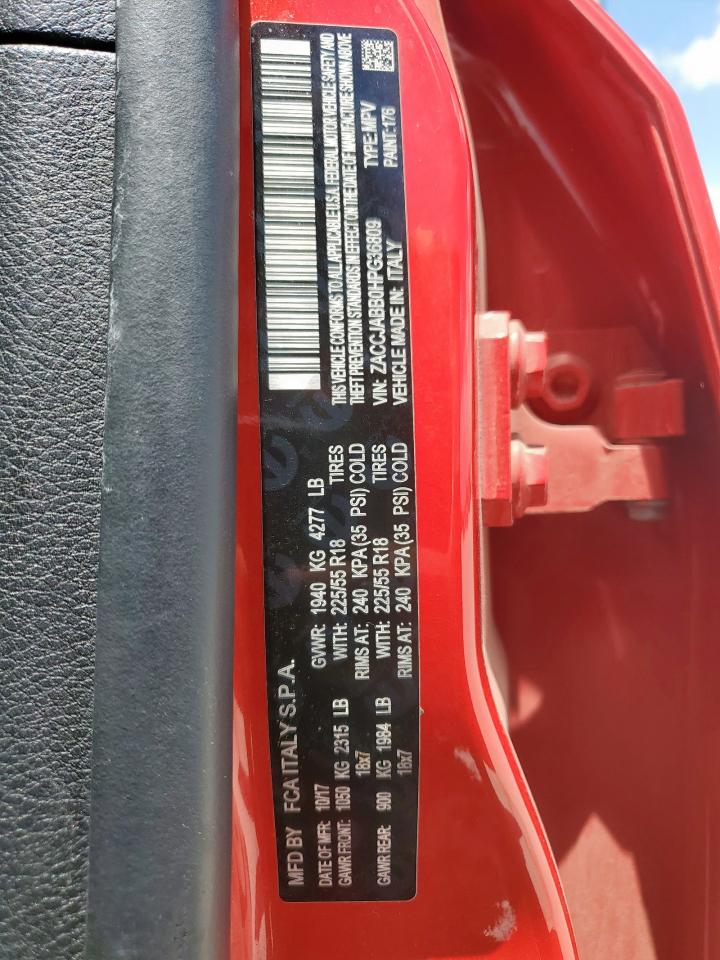 MFD BY FCA ITALY S.P.A.
DATE OF MFR: 10/17 GVWR: 1940 KG 4277 LB
GAWR FRONT: 1050 KG 2315 LB WITH: 225/55 R18 TIRES
18x7 RIMS AT: 240 KPA(35 PSI) COLD
GAWR REAR: 900 KG 1984 LB WITH: 225/55 R18 TIRES
18x7 RIMS AT: 240 KPA(35 PSI) COLD
THIS VEHICLE CONFORMS TO ALL APPLICABLE U.S.A. FEDERAL MOTOR VEHICLE SAFETY AND
THEFT PREVENTION STANDARDS IN EFFECT ON THE DATE OF MANUFACTURE SHOWN ABOVE
VIN: ZACCJABB0HPG36809 TYPE: MPV
VEHICLE MADE IN: ITALY PAINT: 176